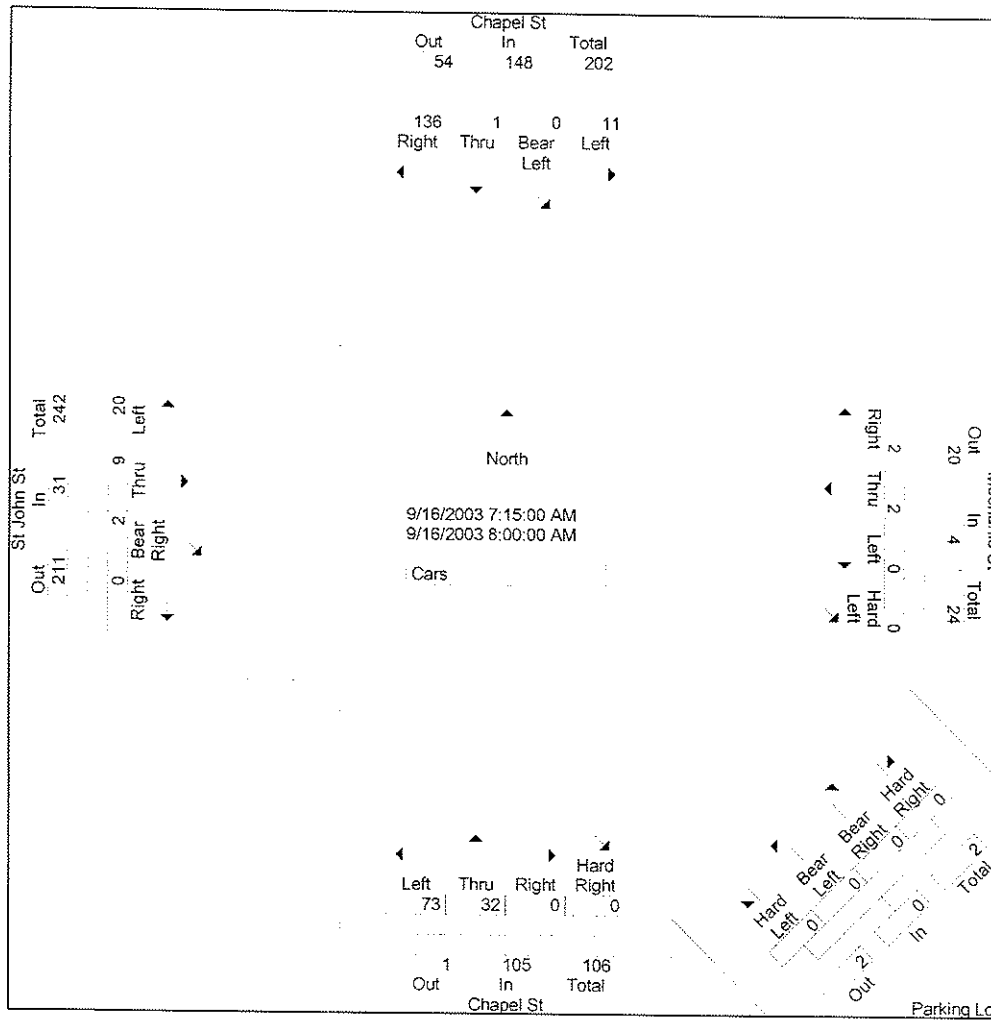 Chapel St
Out In Total
54 148 202
136 1 0 11
Right Thru Bear Left Left
St John St
Out In Total
211 31 242
Right Bear Right Thru Left
0 2 9 20
North
9/16/2003 7:15:00 AM
9/16/2003 8:00:00 AM
Cars
Right Thru Left Hard Left
2 2 0 0
Out In Total
20 4 24
Left Thru Right Hard Right
73 32 0 0
1 105 106
Out In Total
Chapel St
Hard Left Bear Left Bear Right Hard Right
0 0 0 0
2 0 2
Out In Total
Parking Lo